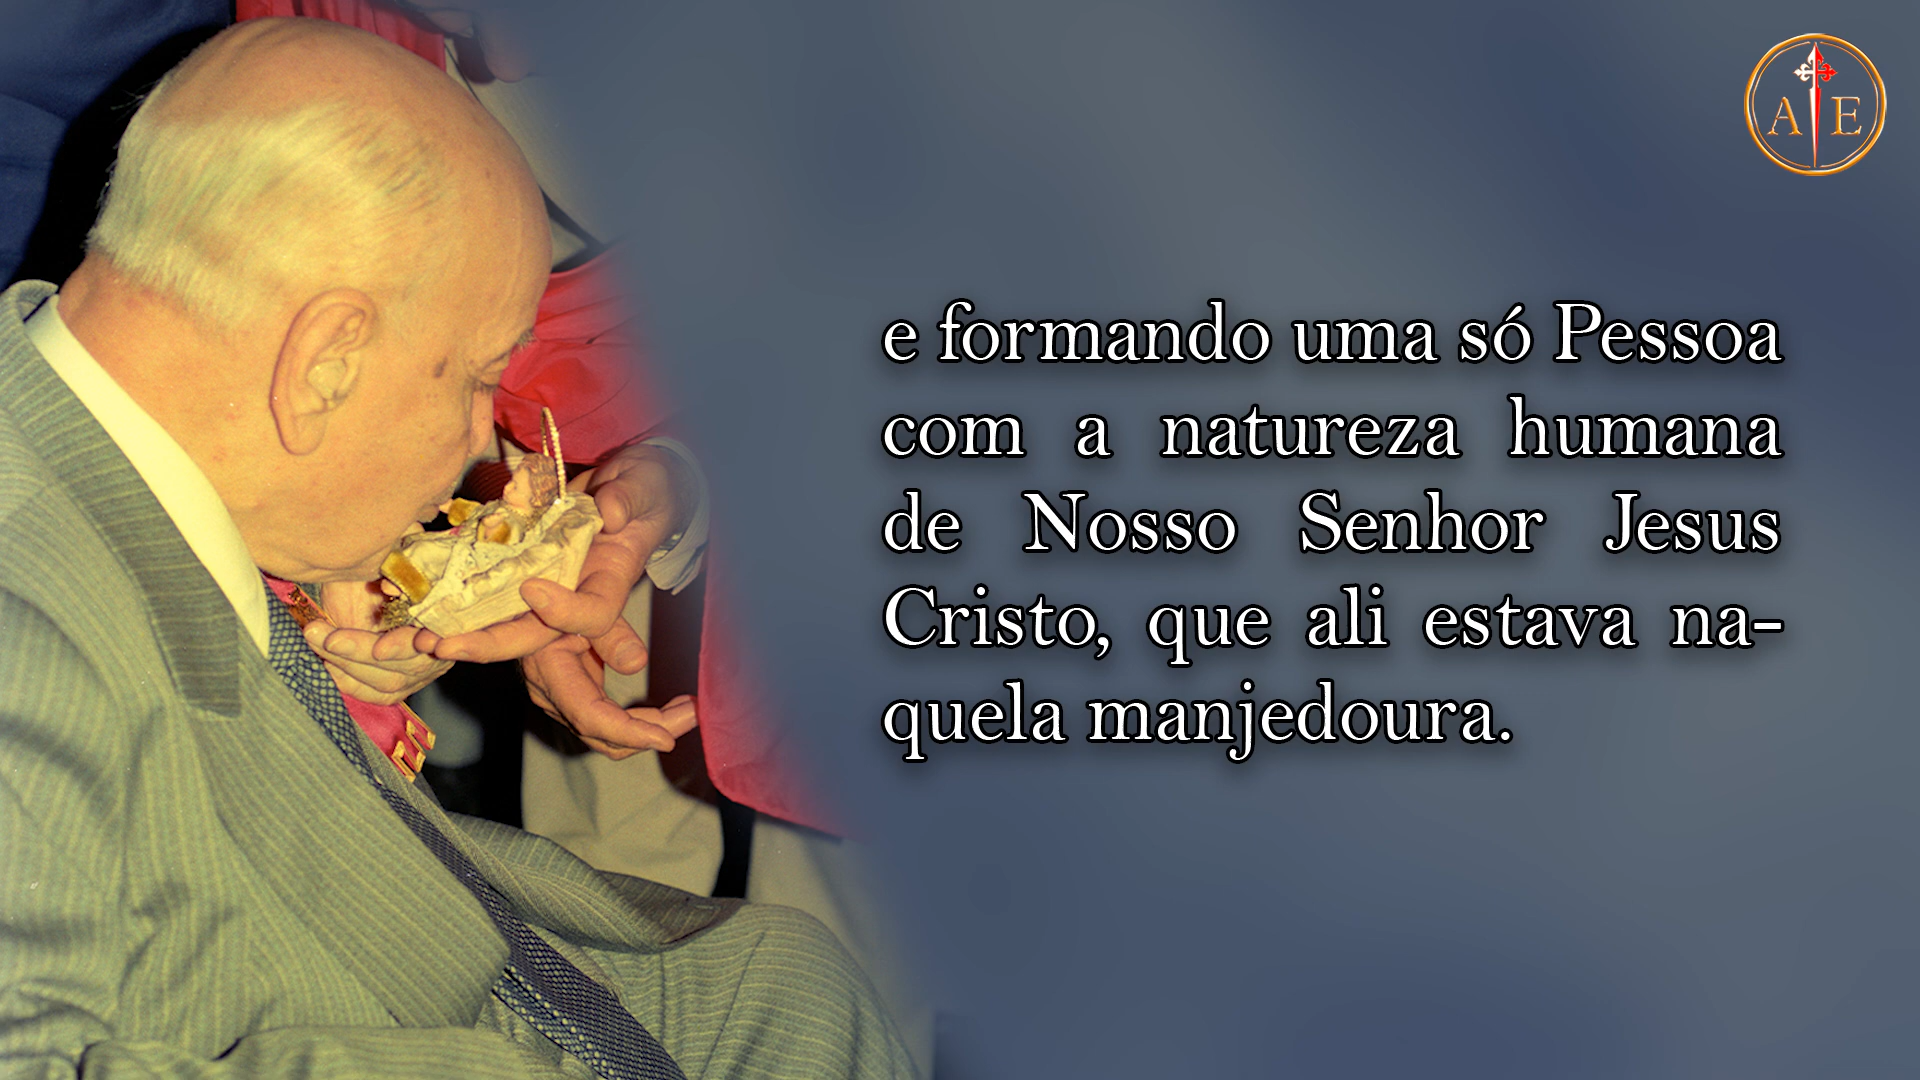 A E
e formando uma só Pessoa
com a natureza humana
de Nosso Senhor Jesus
Cristo, que ali estava na-
quela manjedoura.